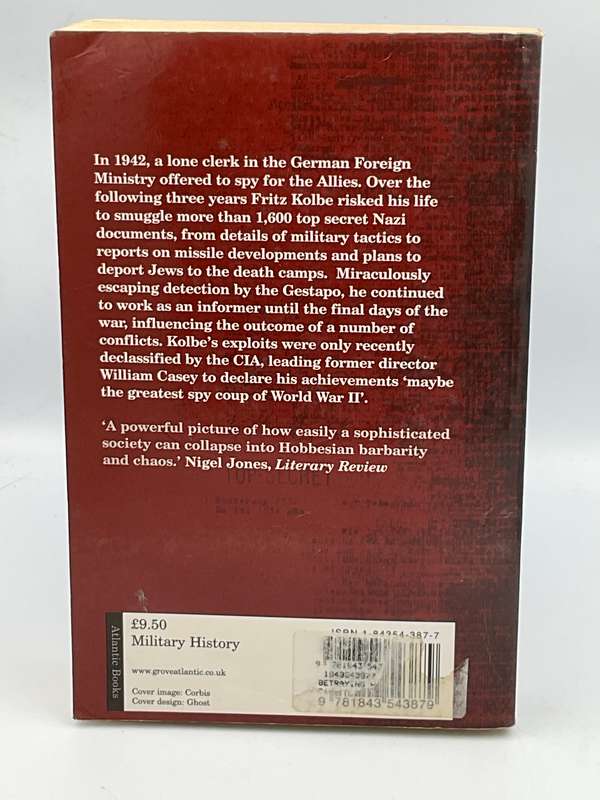 In 1942, a lone clerk in the German Foreign
Ministry offered to spy for the Allies. Over the
following three years Fritz Kolbe risked his life
to smuggle more than 1,600 top secret Nazi
documents, from details of military tactics to
reports on missile developments and plans to
deport Jews to the death camps. Miraculously
escaping detection by the Gestapo, he continued
to work as an informer until the final days of the
war, influencing the outcome of a number of
conflicts. Kolbe's exploits were only recently
declassified by the CIA, leading former director
William Casey to declare his achievements ‘maybe
the greatest spy coup of World War II’.
‘A powerful picture of how easily a sophisticated
society can collapse into Hobbesian barbarity
and chaos.’ Nigel Jones, Literary Review
TOP SECRET
Atlantic Books
£9.50
Military History
www.groveatlantic.co.uk
Cover image: Corbis
Cover design: Ghost
ISBN 1-84354-387-7
9 781843 547
BETRAYING
9 781843 543879